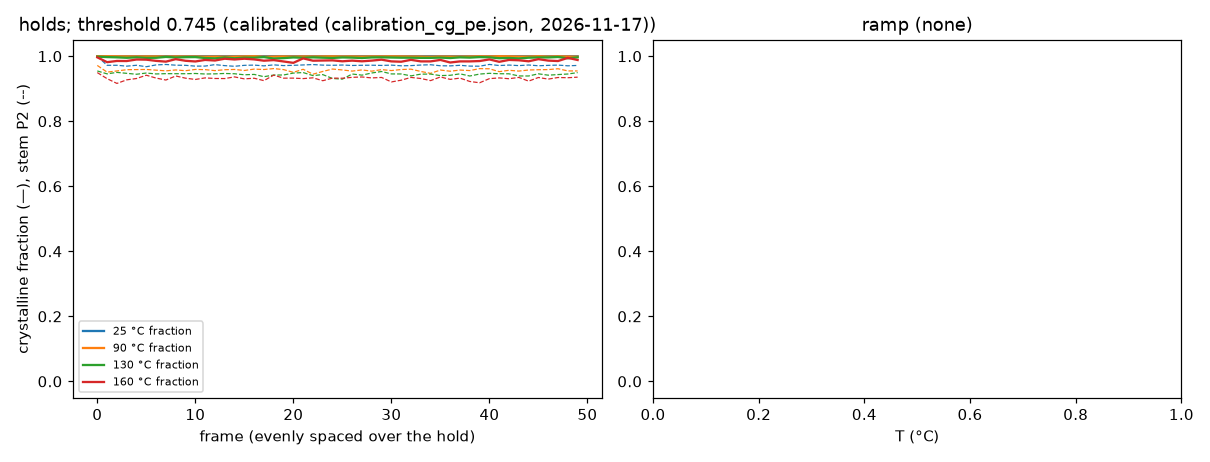 holds; threshold 0.745 (calibrated (calibration_cg_pe.json, 2026-11-17))
crystalline fraction (—), stem P2 (--)
1.0
0.8
0.6
0.4
0.2
0.0
25 °C fraction
90 °C fraction
130 °C fraction
160 °C fraction
0 10 20 30 40 50
frame (evenly spaced over the hold)
ramp (none)
1.0
0.8
0.6
0.4
0.2
0.0
0.0 0.2 0.4 0.6 0.8 1.0
T (°C)